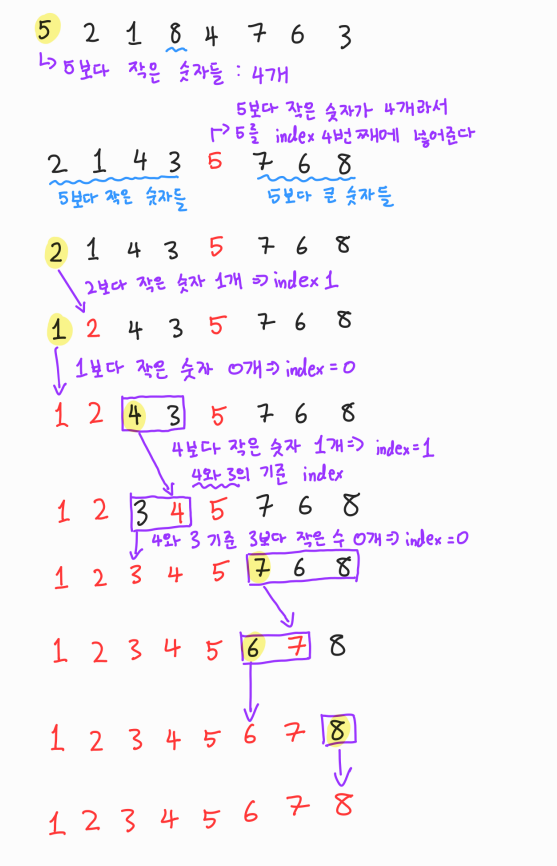 5 2 1 8 4 7 6 3
↳ 5보다 작은 숫자들 : 4개
5보다 작은 숫자가 4개라서
5를 index 4번째에 넣어준다
2 1 4 3 5 7 6 8
5보다 작은 숫자들 5보다 큰 숫자들
2 1 4 3 5 7 6 8
2보다 작은 숫자 1개 => index 1
1 2 4 3 5 7 6 8
1보다 작은 숫자 0개 => index = 0
1 2 4 3 5 7 6 8
4보다 작은 숫자 1개 => index = 1
4와 3의 기준 index
1 2 3 4 5 7 6 8
4와 3 기준 3보다 작은 수 0개 => index = 0
1 2 3 4 5 7 6 8
1 2 3 4 5 6 7 8
1 2 3 4 5 6 7 8
1 2 3 4 5 6 7 8